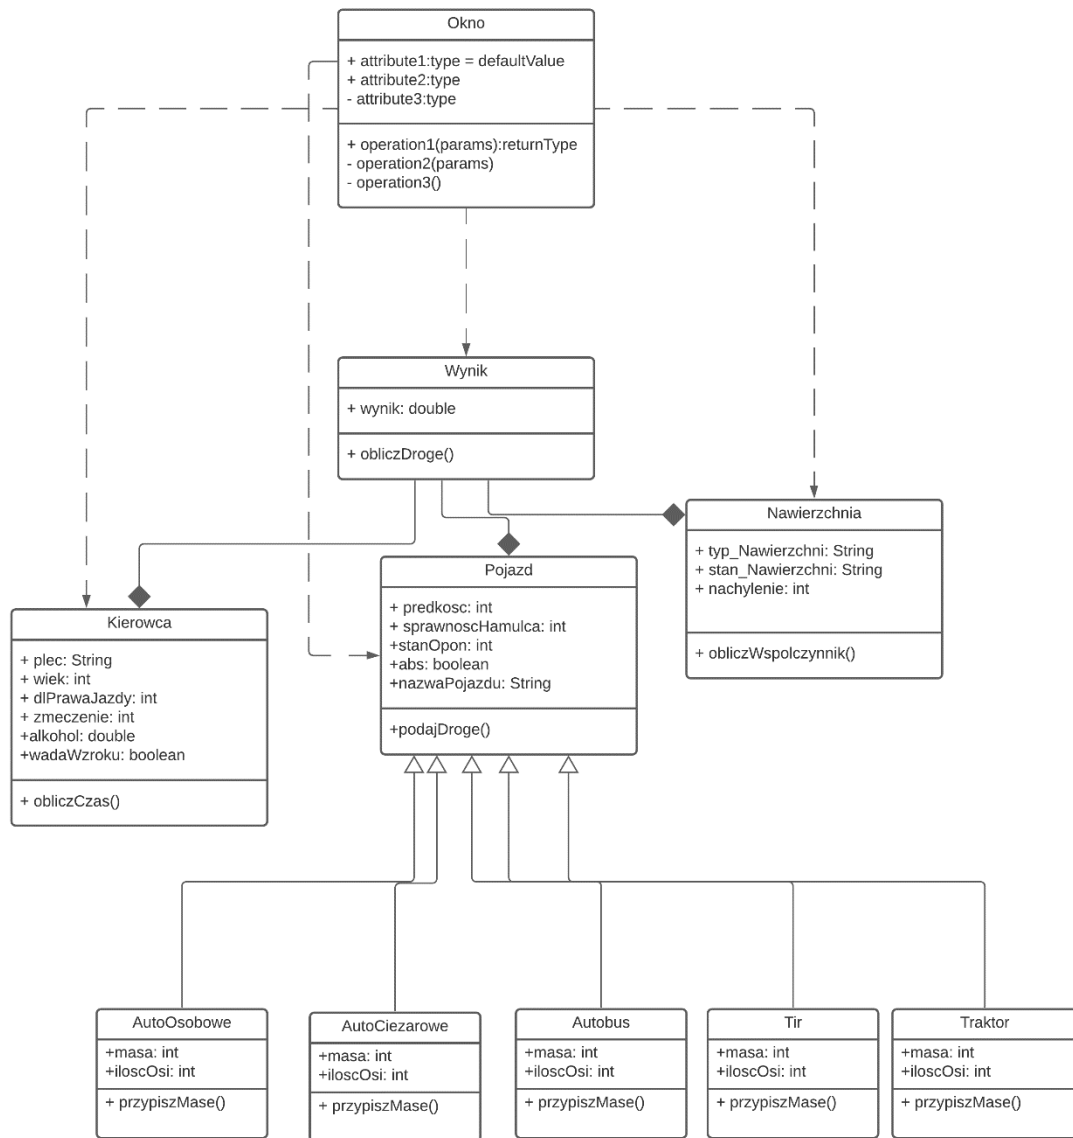 Okno
+ attribute1:type = defaultValue
+ attribute2:type
- attribute3:type
+ operation1(params):returnType
- operation2(params)
- operation3()
Wynik
+ wynik: double
+ obliczDroge()
Nawierzchnia
+ typ_Nawierzchni: String
+ stan_Nawierzchni: String
+ nachylenie: int
+ obliczWspolczynnik()
Pojazd
+ predkosc: int
+ sprawnoscHamulca: int
+stanOpon: int
+abs: boolean
+nazwaPojazdu: String
+podajDroge()
Kierowca
+ plec: String
+ wiek: int
+ dlPrawaJazdy: int
+ zmeczenie: int
+alkohol: double
+wadaWzroku: boolean
+ obliczCzas()
AutoOsobowe
+masa: int
+iloscOsi: int
+ przypiszMase()
AutoCiezarowe
+masa: int
+iloscOsi: int
+ przypiszMase()
Autobus
+masa: int
+iloscOsi: int
+ przypiszMase()
Tir
+masa: int
+iloscOsi: int
+ przypiszMase()
Traktor
+masa: int
+iloscOsi: int
+ przypiszMase()